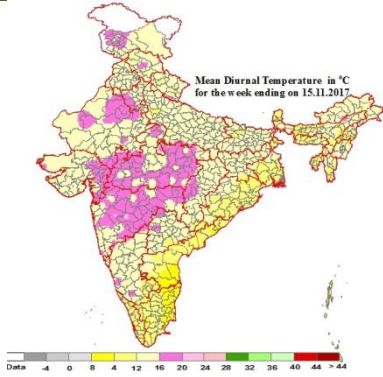 Mean Diurnal Temperature in °C
for the week ending on 15.11.2017
Data -4 0 8 4 12 16 20 24 28 32 36 40 44 > 44